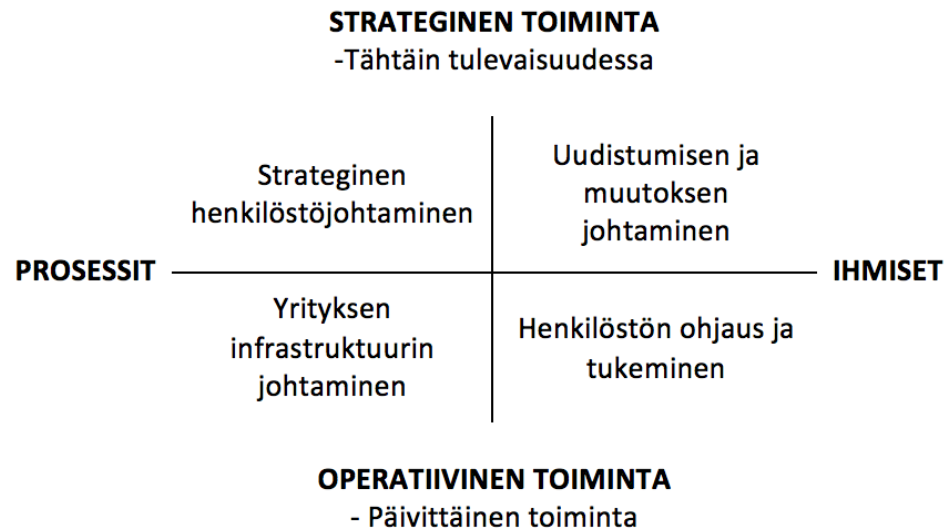 STRATEGINEN TOIMINTA
-Tähtäin tulevaisuudessa
Strateginen
henkilöstöjohtaminen
Uudistumisen ja
muutoksen
johtaminen
PROSESSIT
IHMISET
Yrityksen
infrastruktuurin
johtaminen
Henkilöstön ohjaus ja
tukeminen
OPERATIIVINEN TOIMINTA
- Päivittäinen toiminta